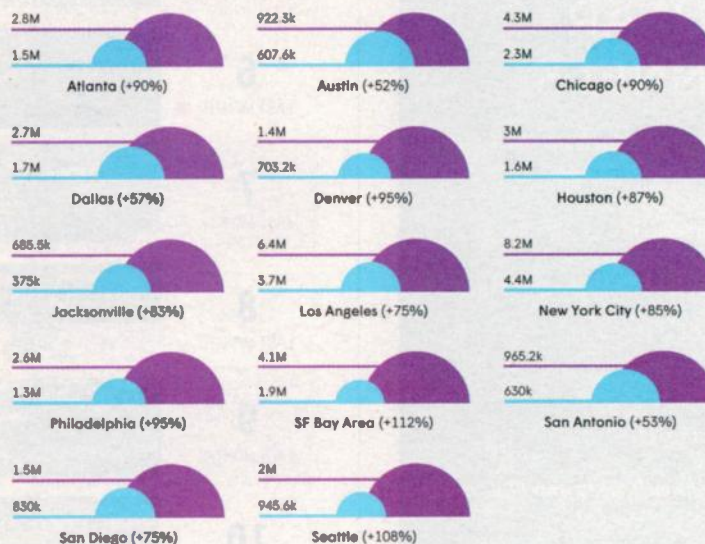 2.8M
1.5M
Atlanta (+90%)
922.3k
607.6k
Austin (+52%)
4.3M
2.3M
Chicago (+90%)
2.7M
1.7M
Dallas (+57%)
1.4M
703.2k
Denver (+95%)
3M
1.6M
Houston (+87%)
685.5k
375k
Jacksonville (+83%)
6.4M
3.7M
Los Angeles (+75%)
8.2M
4.4M
New York City (+85%)
2.6M
1.3M
Philadelphia (+95%)
4.1M
1.9M
SF Bay Area (+112%)
965.2k
630k
San Antonio (+53%)
1.5M
830k
San Diego (+75%)
2M
945.6k
Seattle (+108%)